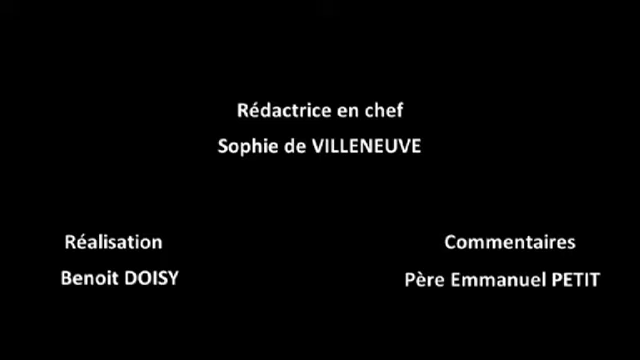 Rédactrice en chef
Sophie de VILLENEUVE
Réalisation
Benoit DOISY
Commentaires
Père Emmanuel PETIT